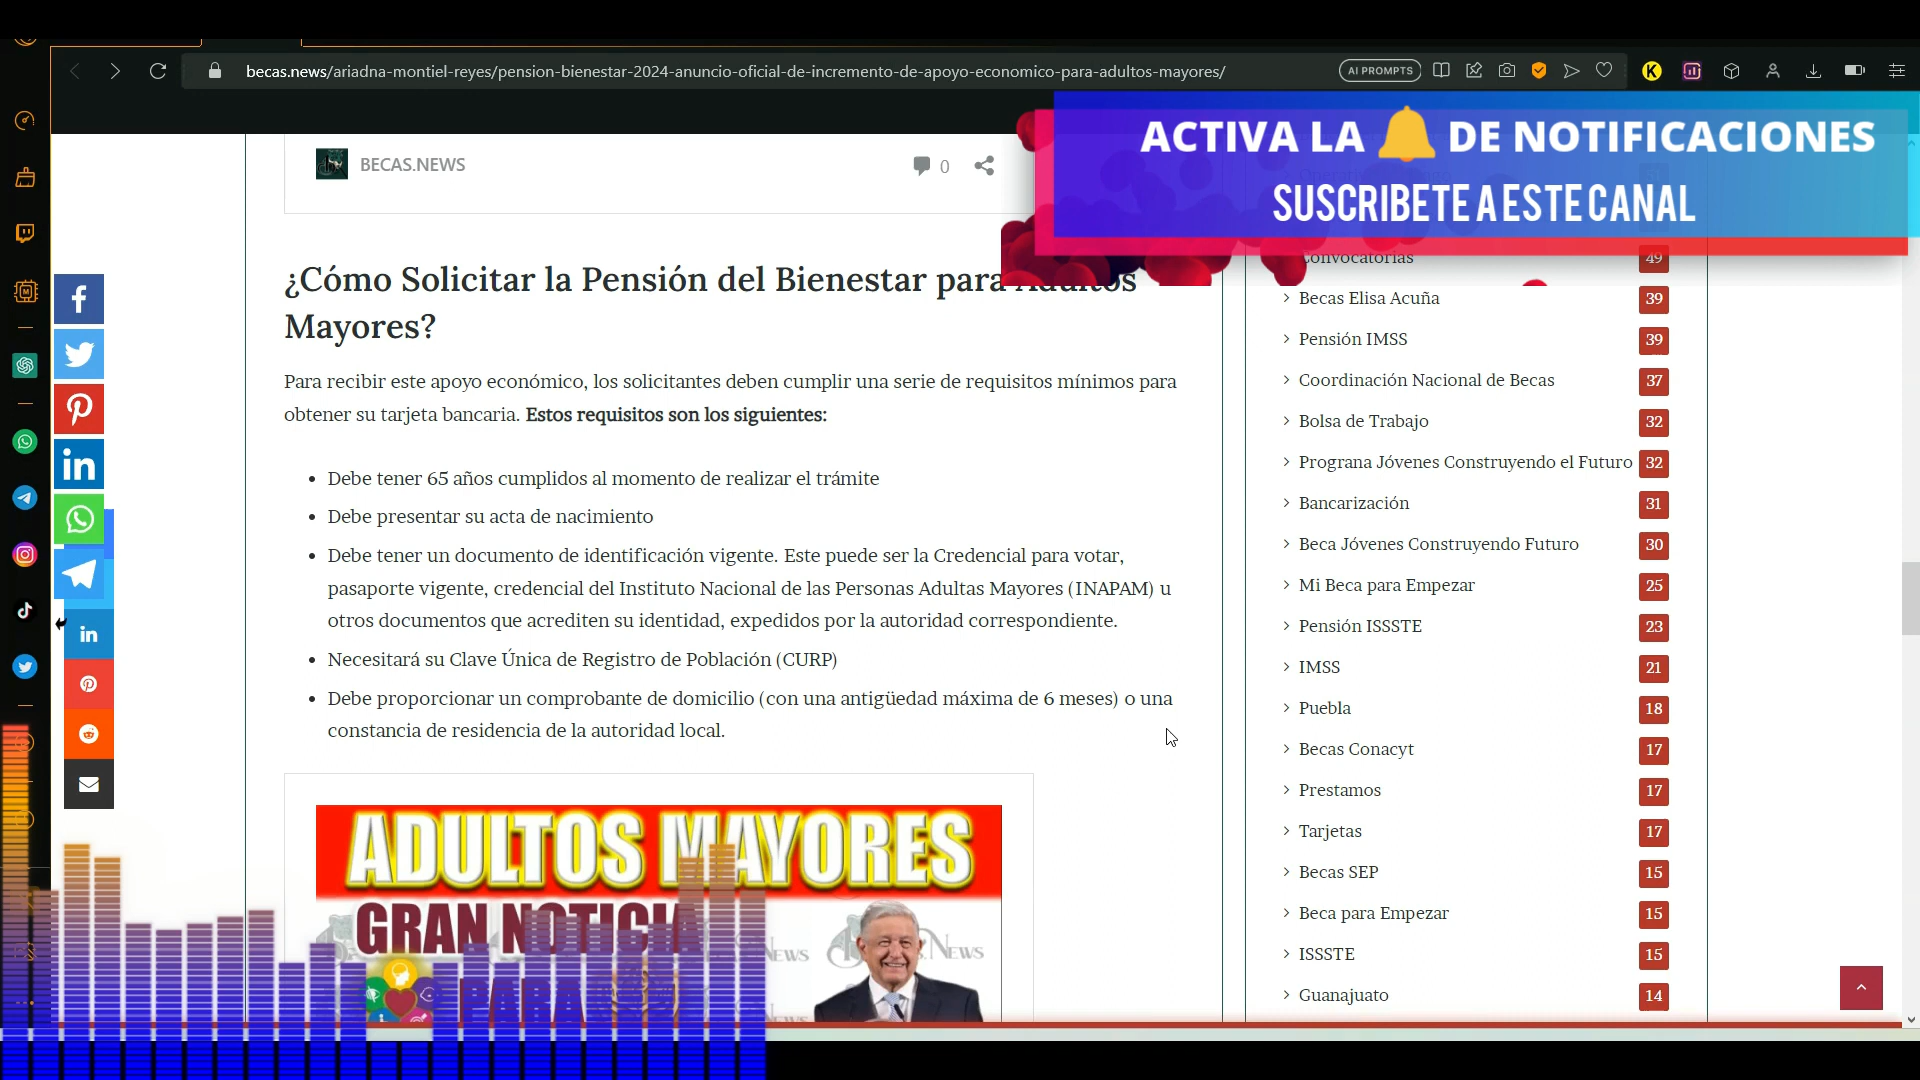 becas.news/ariadna-montiel-reyes/pension-bienestar-2024-anuncio-oficial-de-incremento-de-apoyo-economico-para-adultos-mayores/
AI PROMPTS
K
ACTIVA LA DE NOTIFICACIONES
SUSCRIBETE A ESTE CANAL
BECAS.NEWS
0
¿Cómo Solicitar la Pensión del Bienestar para Adultos
Mayores?
Para recibir este apoyo económico, los solicitantes deben cumplir una serie de requisitos mínimos para
obtener su tarjeta bancaria. Estos requisitos son los siguientes:
Debe tener 65 años cumplidos al momento de realizar el trámite
Debe presentar su acta de nacimiento
Debe tener un documento de identificación vigente. Este puede ser la Credencial para votar,
pasaporte vigente, credencial del Instituto Nacional de las Personas Adultas Mayores (INAPAM) u
otros documentos que acrediten su identidad, expedidos por la autoridad correspondiente.
Necesitará su Clave Única de Registro de Población (CURP)
Debe proporcionar un comprobante de domicilio (con una antigüedad máxima de 6 meses) o una
constancia de residencia de la autoridad local.
ADULTOS MAYORES
GRAN NOTICIA
PARA
NEWS
NEWS
Convocatorias 49
Becas Elisa Acuña 39
Pensión IMSS 39
Coordinación Nacional de Becas 37
Bolsa de Trabajo 32
Prograna Jóvenes Construyendo el Futuro 32
Bancarización 31
Beca Jóvenes Construyendo Futuro 30
Mi Beca para Empezar 25
Pensión ISSSTE 23
IMSS 21
Puebla 18
Becas Conacyt 17
Prestamos 17
Tarjetas 17
Becas SEP 15
Beca para Empezar 15
ISSSTE 15
Guanajuato 14